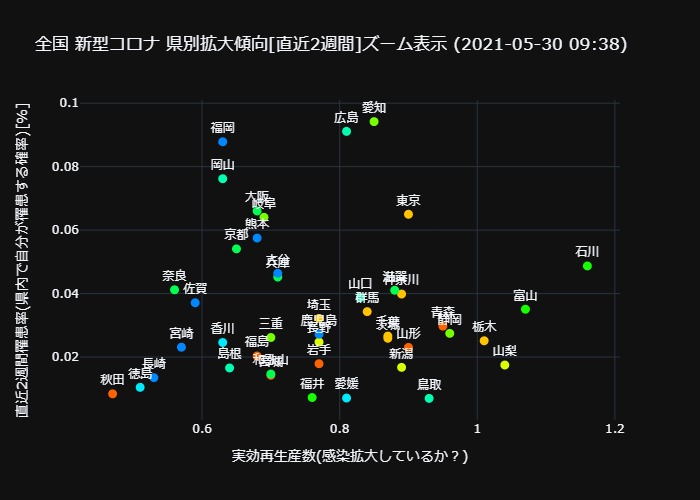 全国 新型コロナ 県別拡大傾向[直近2週間]ズーム表示 (2021-05-30 09:38)
直近2週間罹患率(県内で自分が罹患する確率)[%]
0.1
0.08
0.06
0.04
0.02
愛知
広島
福岡
岡山
大阪
岐阜
東京
熊本
京都
石川
大分
兵庫
滋賀
神奈川
奈良
佐賀
山口
群馬
富山
埼玉
鹿児島
長野
三重
青森
静岡
千葉
茨城
栃木
香川
宮崎
山形
福島
岩手
新潟
山梨
島根
和歌山
宮城
長崎
徳島
秋田
福井
愛媛
鳥取
0.6
0.8
1
1.2
実効再生産数(感染拡大しているか？)